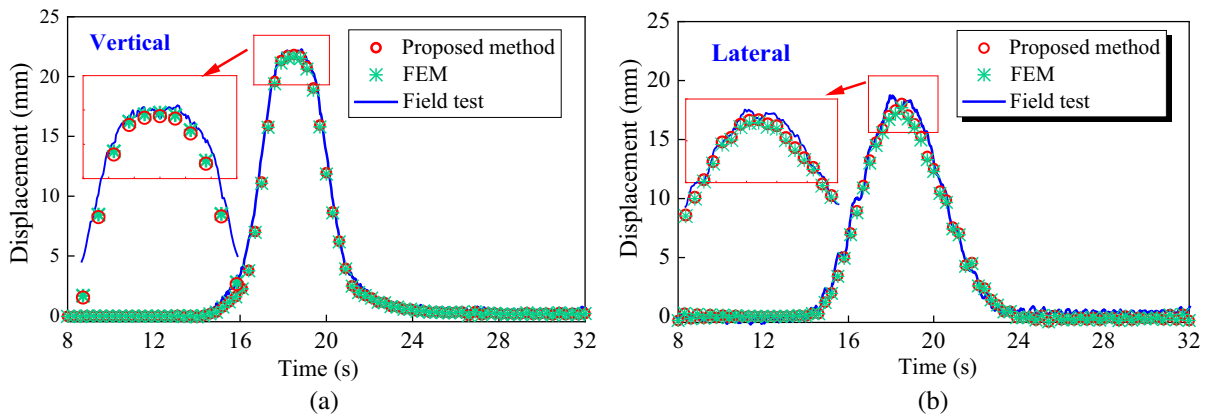 Vertical
Proposed method
FEM
Field test
Displacement (mm)
25
20
15
10
5
0
8 12 16 20 24 28 32
Time (s)
(a)
Lateral
Proposed method
FEM
Field test
Displacement (mm)
25
20
15
10
5
0
8 12 16 20 24 28 32
Time (s)
(b)